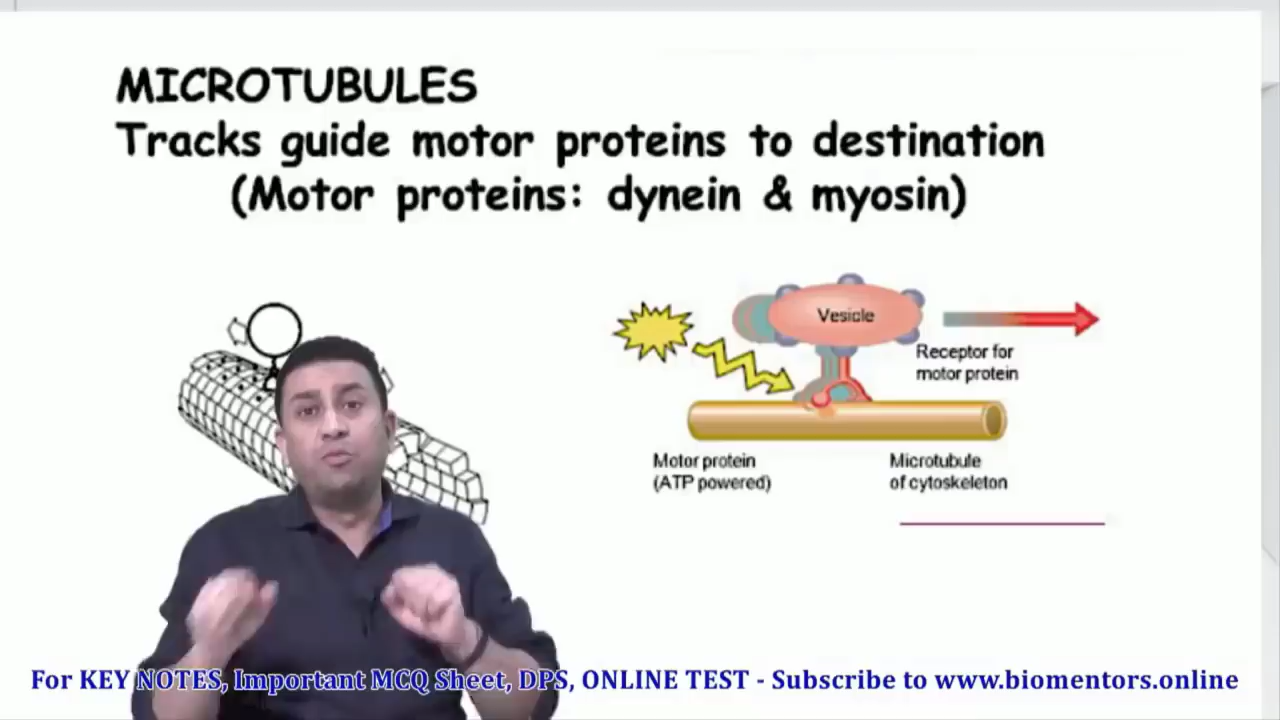 MICROTUBULES
Tracks guide motor proteins to destination
(Motor proteins: dynein & myosin)
Vesicle
Receptor for
motor protein
Motor protein
(ATP powered)
Microtubule
of cytoskeleton
For KEY NOTES, Important MCQ Sheet, DPS, ONLINE TEST - Subscribe to www.biomentors.online